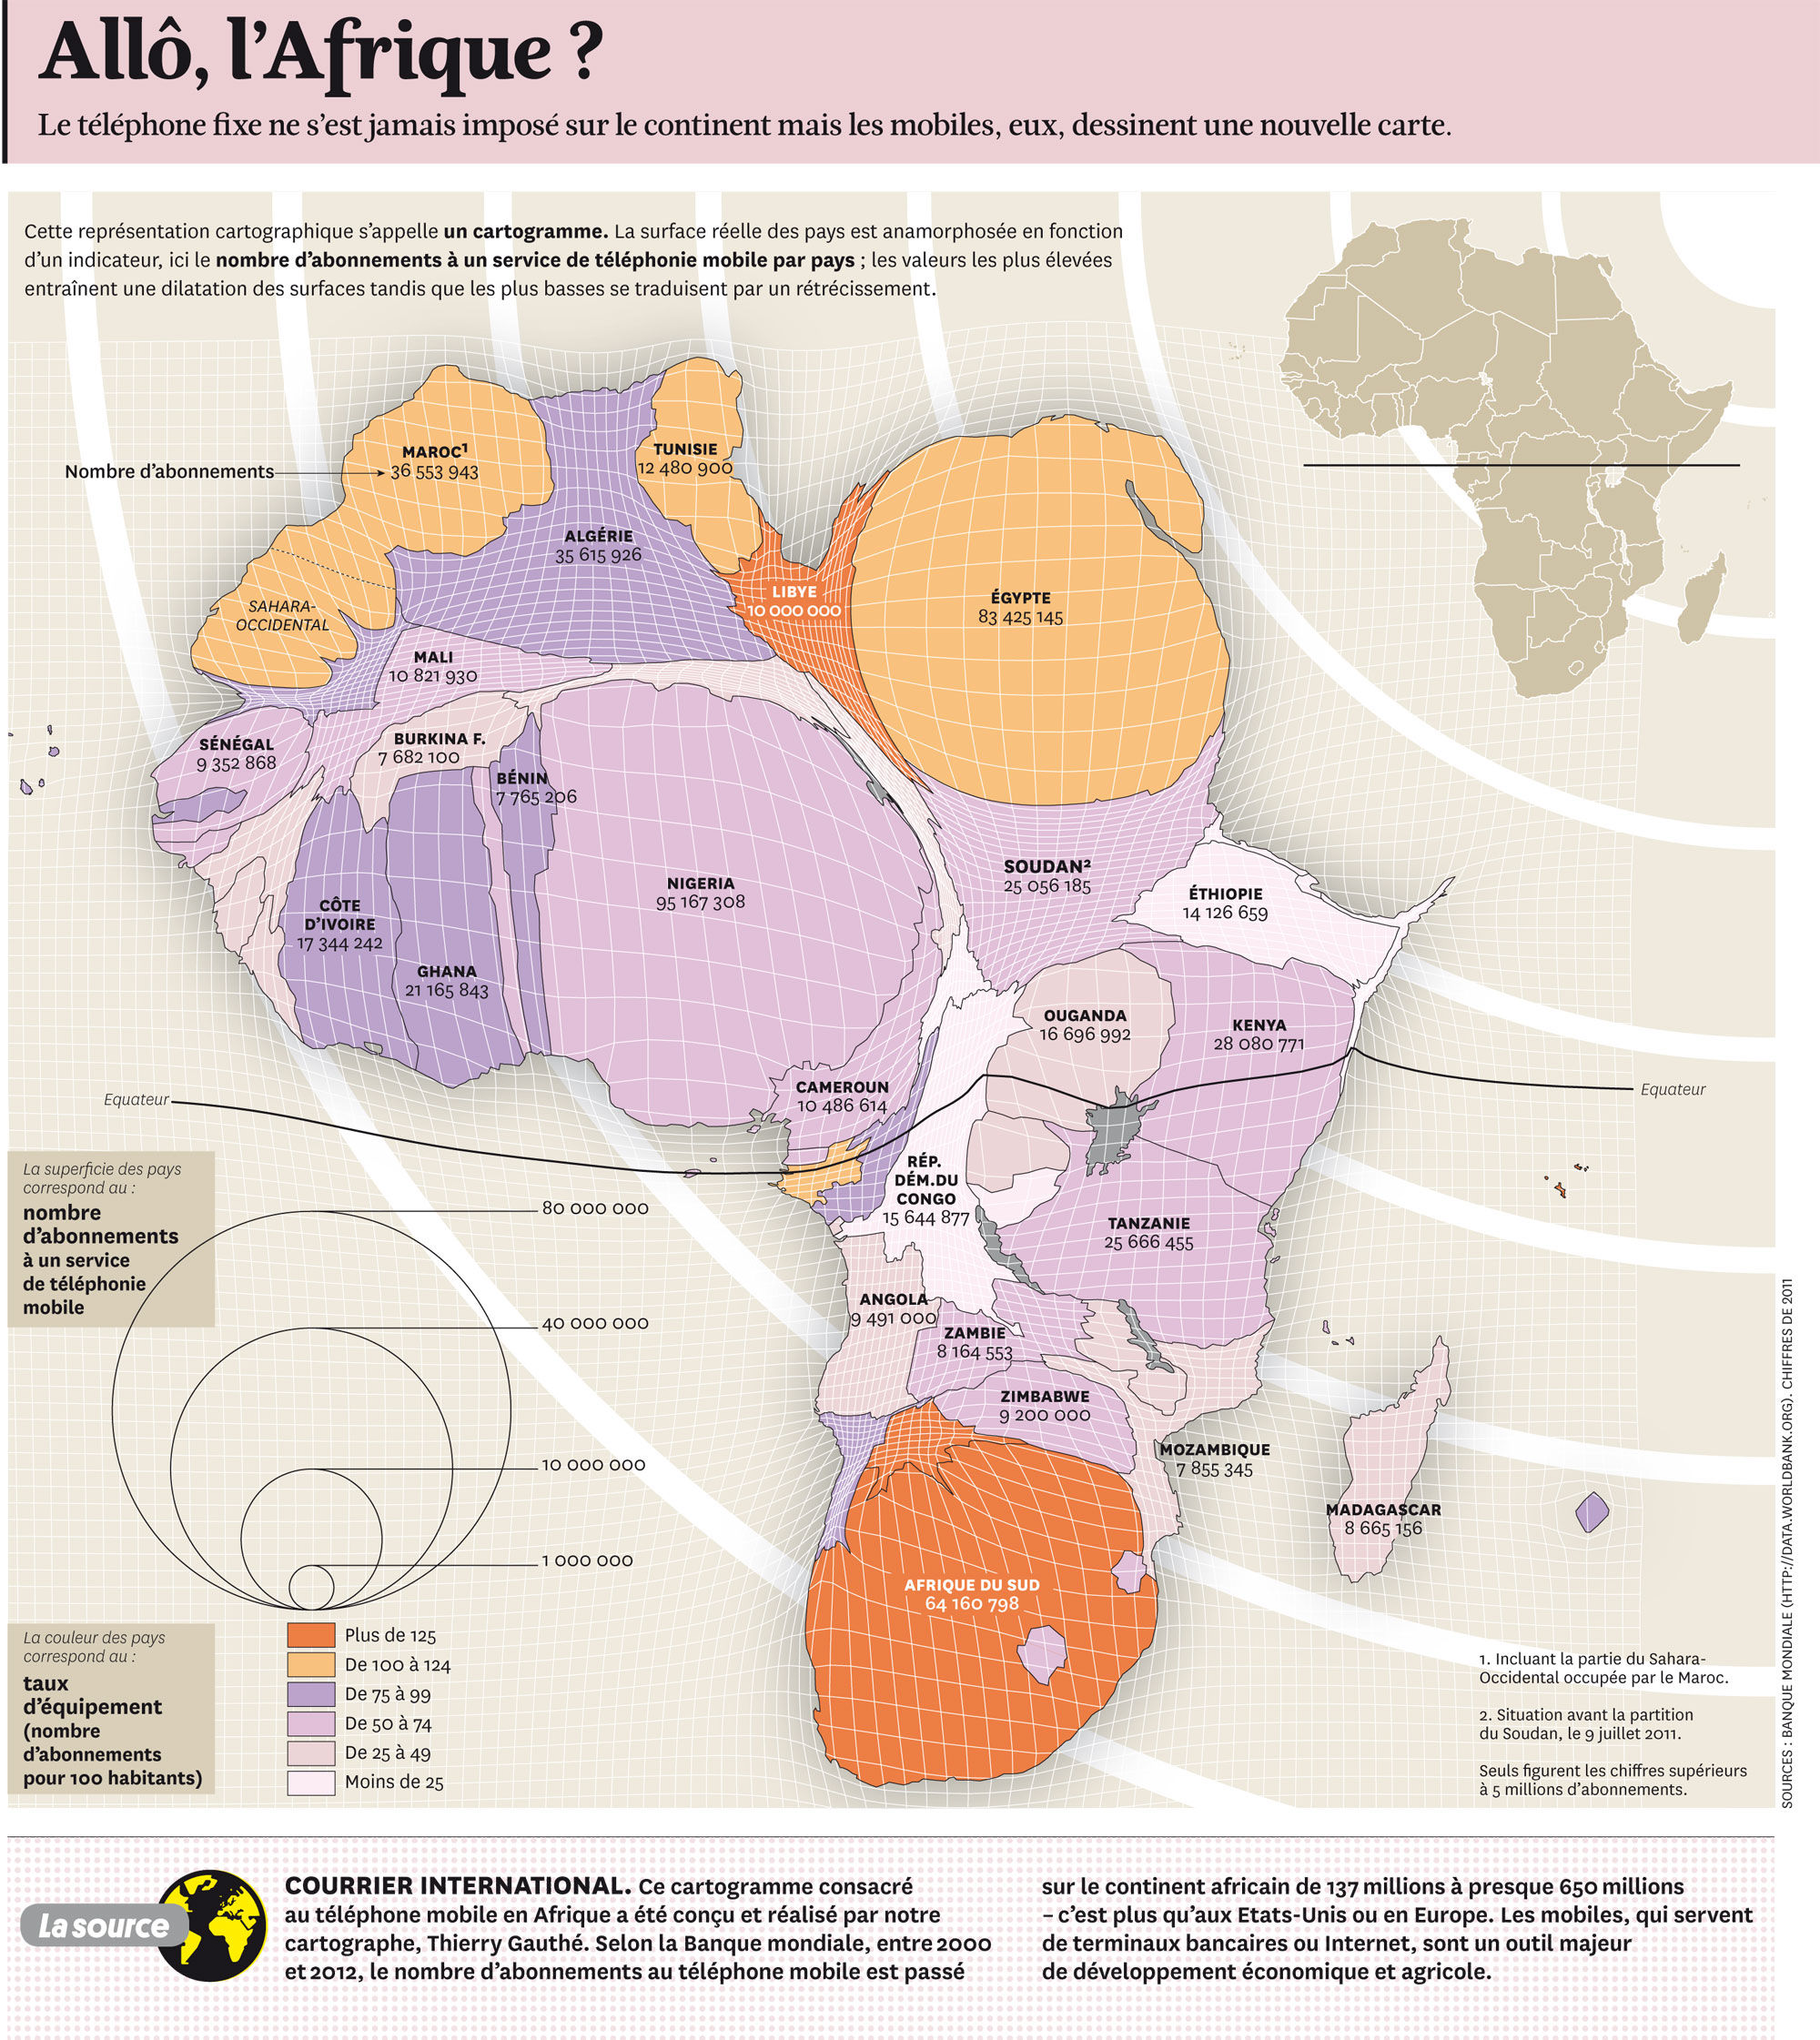 Allô, l’Afrique ?
Le téléphone fixe ne s’est jamais imposé sur le continent mais les mobiles, eux, dessinent une nouvelle carte.
Cette représentation cartographique s’appelle un cartogramme. La surface réelle des pays est anamorphosée en fonction
d’un indicateur, ici le nombre d’abonnements à un service de téléphonie mobile par pays ; les valeurs les plus élevées
entraînent une dilatation des surfaces tandis que les plus basses se traduisent par un rétrécissement.
Nombre d’abonnements
MAROC¹
36 553 943
TUNISIE
12 480 900
ALGÉRIE
35 615 926
LIBYE
10 000 000
ÉGYPTE
83 425 145
SAHARA-
OCCIDENTAL
MALI
10 821 930
SÉNÉGAL
9 352 868
BURKINA F.
7 682 100
BÉNIN
7 765 206
NIGERIA
95 167 308
SOUDAN²
25 056 185
ÉTHIOPIE
14 126 659
CÔTE
D’IVOIRE
17 344 242
GHANA
21 165 843
OUGANDA
16 696 992
KENYA
28 080 771
CAMEROUN
10 486 614
Equateur
Equateur
RÉP.
DÉM.DU
CONGO
15 644 877
TANZANIE
25 666 455
ANGOLA
9 491 000
ZAMBIE
8 164 553
ZIMBABWE
9 200 000
MOZAMBIQUE
7 855 345
MADAGASCAR
8 665 156
AFRIQUE DU SUD
64 160 798
La superficie des pays
correspond au :
nombre
d’abonnements
à un service
de téléphonie
mobile
80 000 000
40 000 000
10 000 000
1 000 000
La couleur des pays
correspond au :
taux
d’équipement
(nombre
d’abonnements
pour 100 habitants)
Plus de 125
De 100 à 124
De 75 à 99
De 50 à 74
De 25 à 49
Moins de 25
1. Incluant la partie du Sahara-
Occidental occupée par le Maroc.
2. Situation avant la partition
du Soudan, le 9 juillet 2011.
Seuls figurent les chiffres supérieurs
à 5 millions d’abonnements.
SOURCES : BANQUE MONDIALE (HTTP://DATA.WORLDBANK.ORG), CHIFFRES DE 2011
La source
COURRIER INTERNATIONAL. Ce cartogramme consacré
au téléphone mobile en Afrique a été conçu et réalisé par notre
cartographe, Thierry Gauthé. Selon la Banque mondiale, entre 2000
et 2012, le nombre d’abonnements au téléphone mobile est passé
sur le continent africain de 137 millions à presque 650 millions
– c’est plus qu’aux Etats-Unis ou en Europe. Les mobiles, qui servent
de terminaux bancaires ou Internet, sont un outil majeur
de développement économique et agricole.